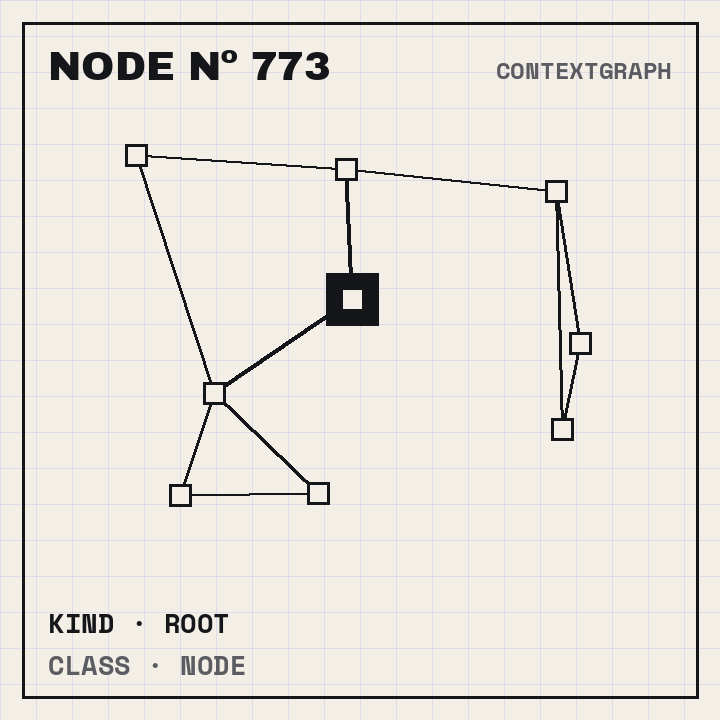 NODE Nº 773
CONTEXTGRAPH
KIND · ROOT
CLASS · NODE